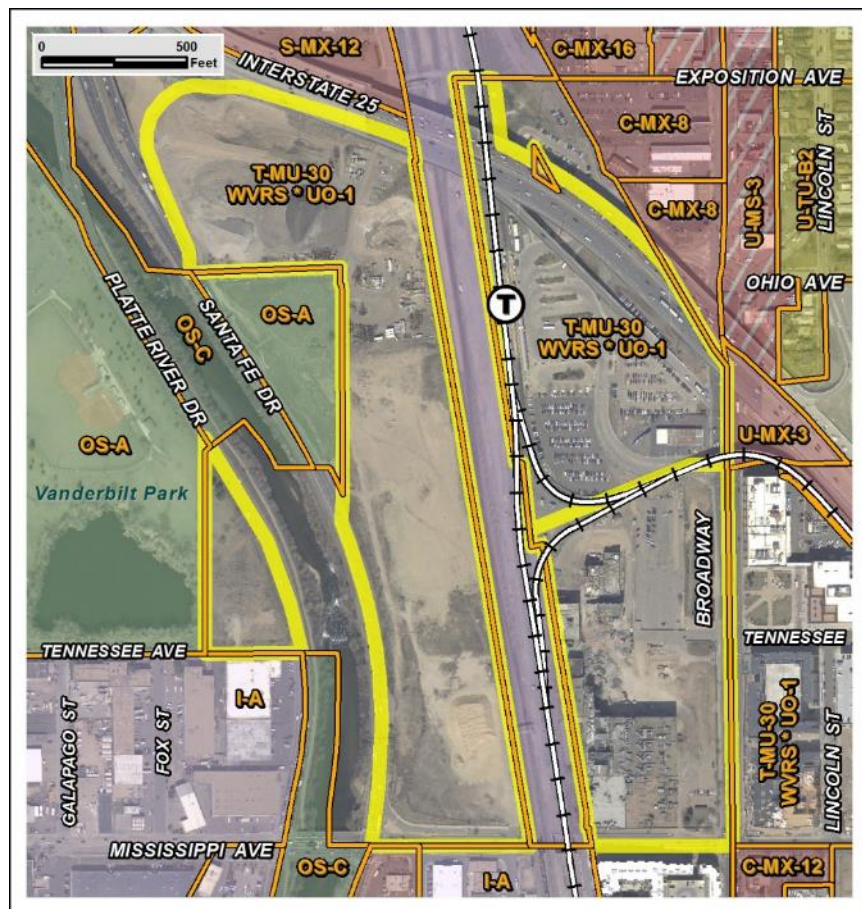 0 500
Feet
S-MX-12
C-MX-16
INTERSTATE 25
EXPOSITION AVE
C-MX-8
T-MU-30
WVRS * UO-1
C-MX-8
U-MS-3
U-TU-B2
LINCOLN ST
OHIO AVE
OS-A
OS-C
SANTA FE DR
PLATTE RIVER DR
T
T-MU-30
WVRS * UO-1
OS-A
U-MX-3
Vanderbilt Park
BROADWAY
TENNESSEE AVE
TENNESSEE
I-A
GALAPAGO ST
FOX ST
T-MU-30
WVRS * UO-1
LINCOLN ST
MISSISSIPPI AVE
OS-C
I-A
C-MX-12